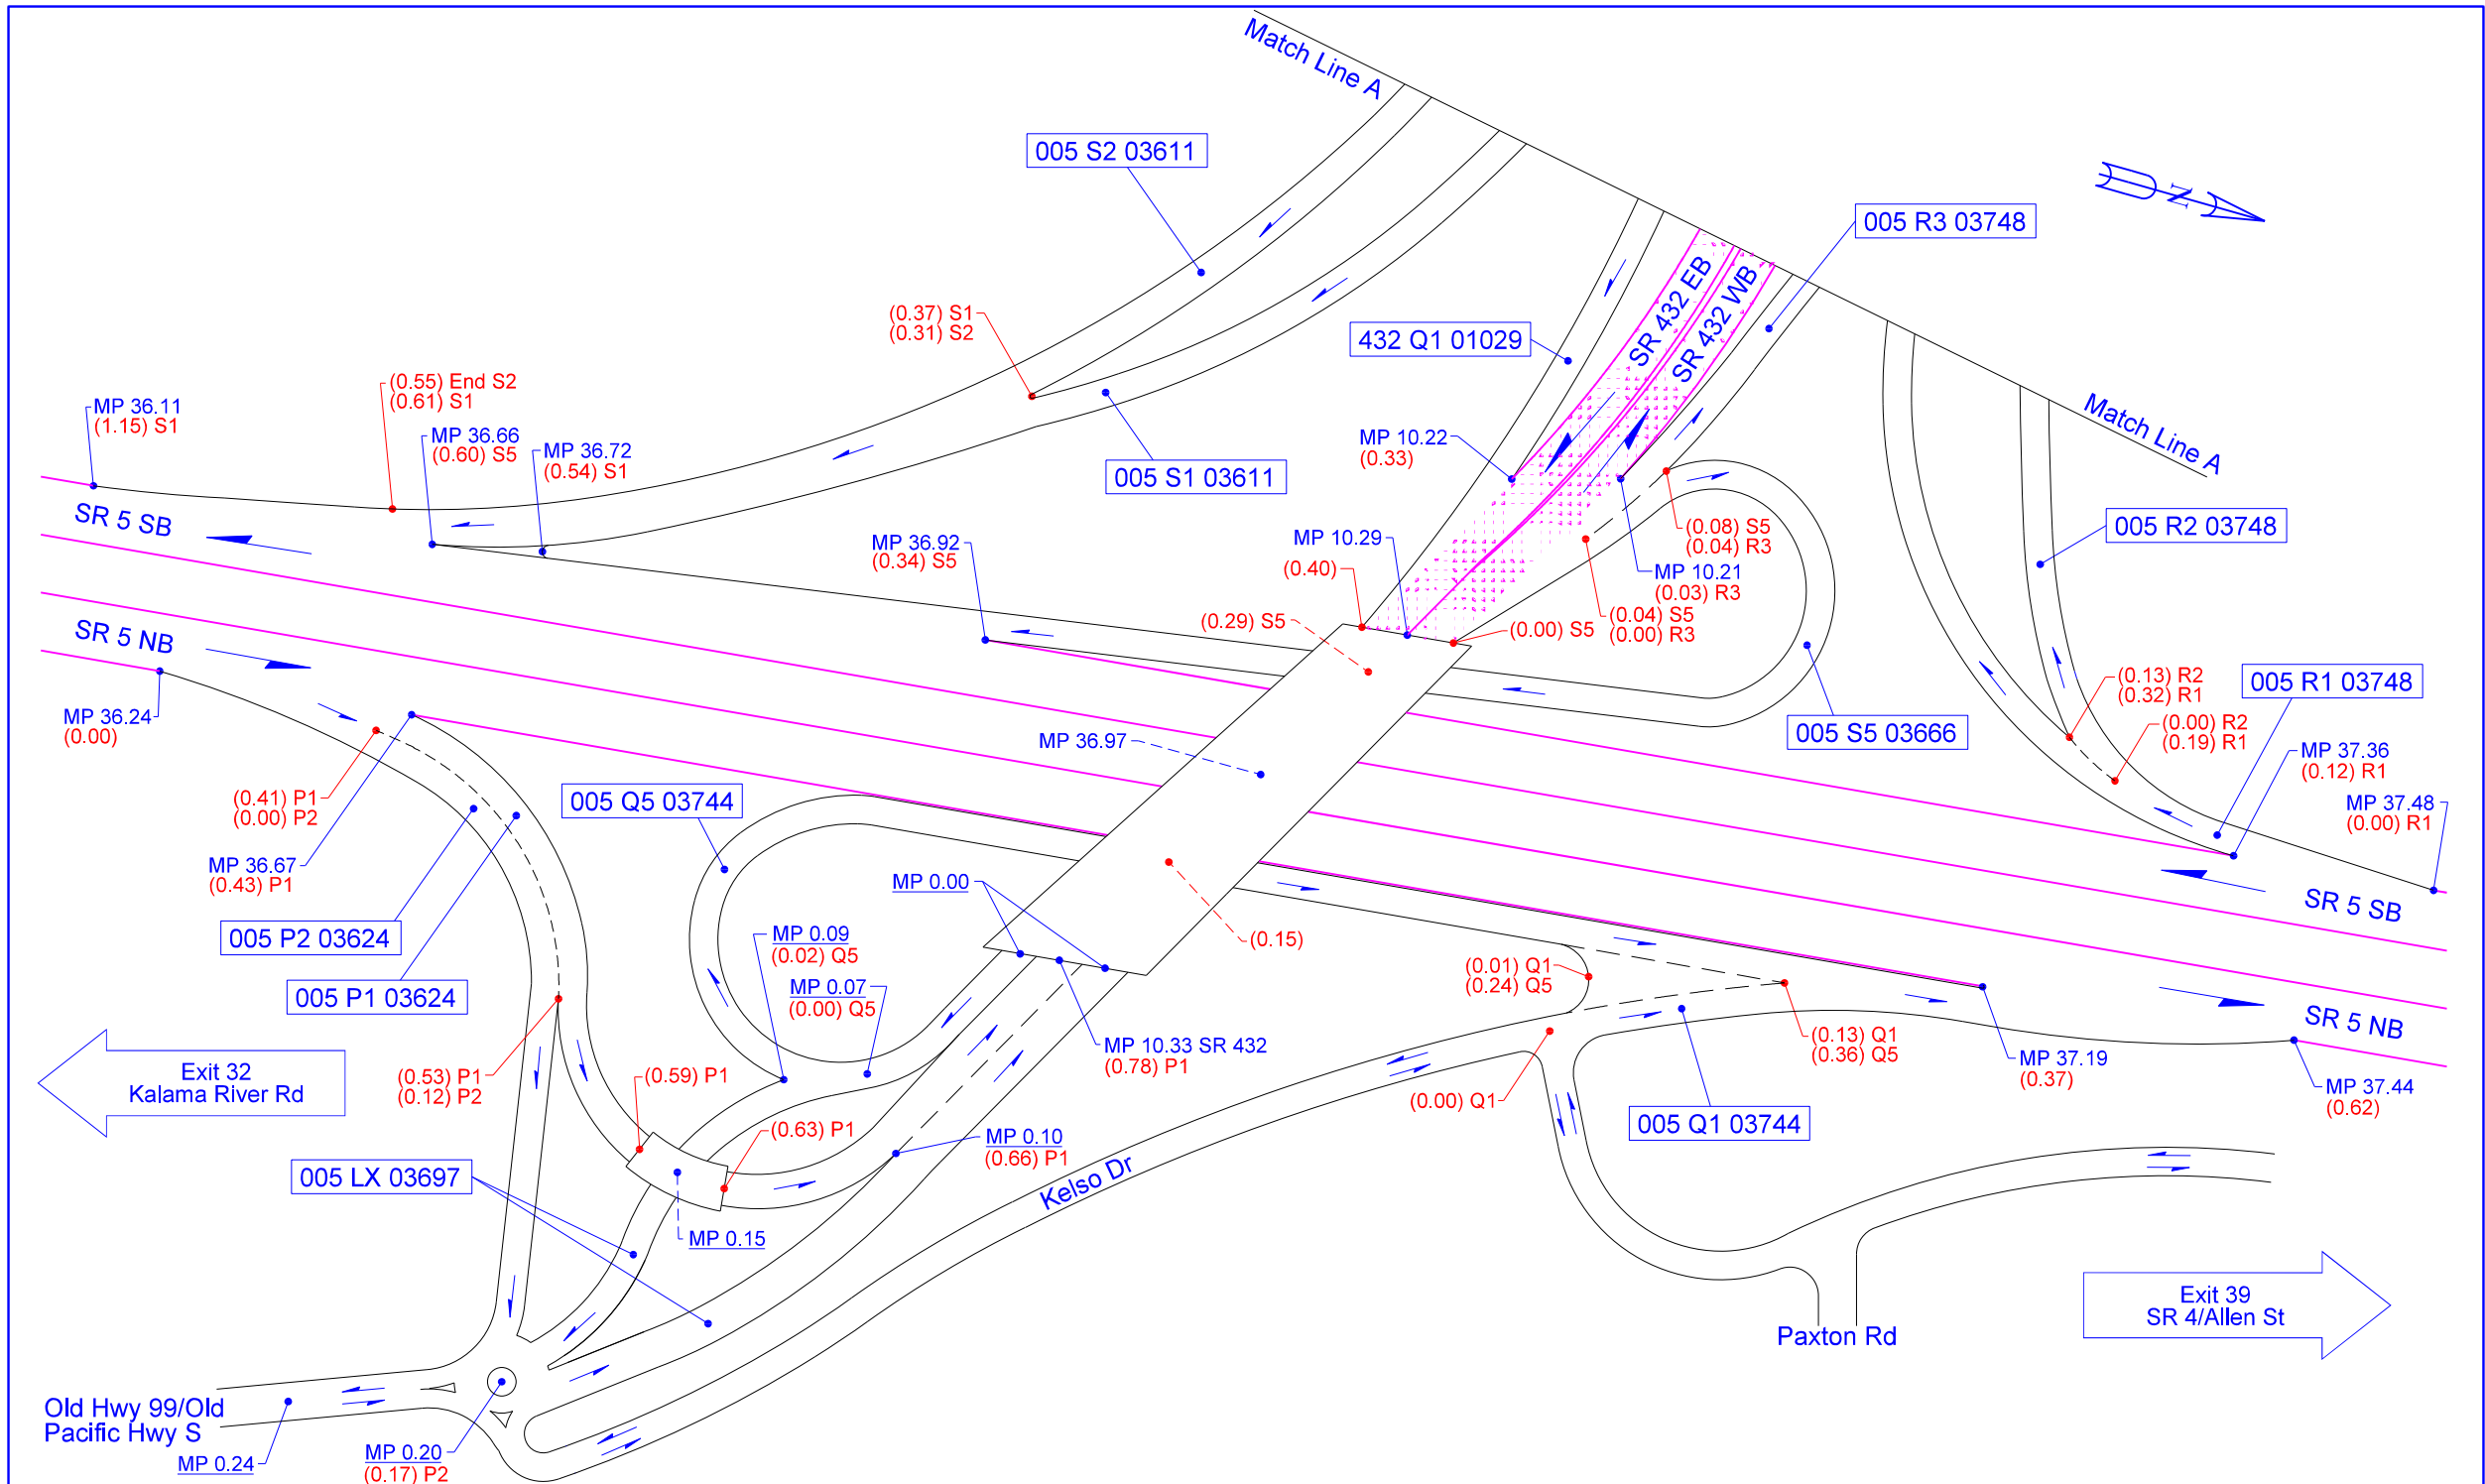 Match Line A
005 S2 03611
005 R3 03748
SR 432 EB
SR 432 WB
N
(0.37) S1
(0.31) S2
432 Q1 01029
(0.55) End S2
(0.61) S1
MP 36.11
(1.15) S1
MP 36.66
(0.60) S5
MP 36.72
(0.54) S1
005 S1 03611
MP 10.22
(0.33)
Match Line A
005 R2 03748
SR 5 SB
MP 36.92
(0.34) S5
MP 10.29
(0.40)
(0.08) S5
(0.04) R3
MP 10.21
(0.03) R3
(0.04) S5
(0.00) R3
(0.00) S5
(0.29) S5
SR 5 NB
MP 36.24
(0.00)
(0.13) R2
(0.32) R1
005 R1 03748
(0.00) R2
(0.19) R1
005 S5 03666
MP 36.97
MP 37.36
(0.12) R1
MP 37.48
(0.00) R1
(0.41) P1
(0.00) P2
005 Q5 03744
MP 36.67
(0.43) P1
MP 0.00
SR 5 SB
005 P2 03624
MP 0.09
(0.02) Q5
(0.15)
005 P1 03624
MP 0.07
(0.00) Q5
(0.01) Q1
(0.24) Q5
SR 5 NB
MP 10.33 SR 432
(0.78) P1
(0.13) Q1
(0.36) Q5
MP 37.19
(0.37)
Exit 32
Kalama River Rd
(0.53) P1
(0.12) P2
(0.59) P1
(0.00) Q1
005 Q1 03744
MP 37.44
(0.62)
(0.63) P1
MP 0.10
(0.66) P1
005 LX 03697
Kelso Dr
MP 0.15
Exit 39
SR 4/Allen St
Paxton Rd
Old Hwy 99/Old
Pacific Hwy S
MP 0.24
MP 0.20
(0.17) P2